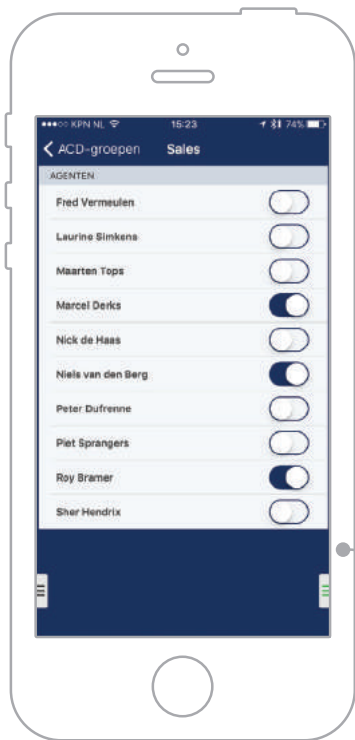 KPN NL 15:23 74%
ACD-groepen Sales
AGENTEN
Fred Vermeulen
Laurine Simkens
Maarten Tops
Marcel Derks
Nick de Haas
Niels van den Berg
Peter Dufrenne
Piet Sprangers
Roy Bramer
Sher Hendrix